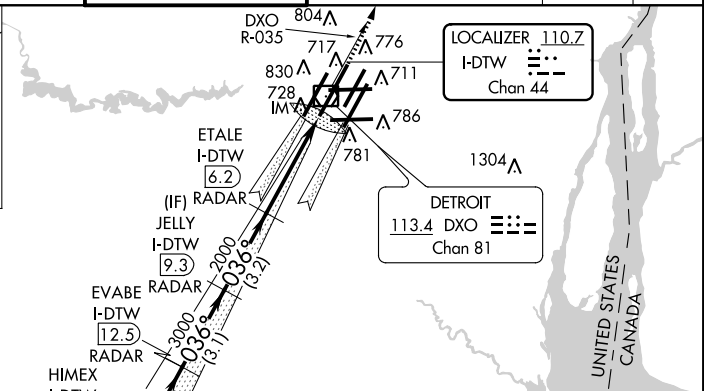 804
DXO
R-035
776
717
LOCALIZER 110.7
I-DTW
Chan 44
830
711
728
IM
786
781
ETALE
I-DTW
6.2
RADAR
1304
DETROIT
113.4 DXO
Chan 81
(IF)
JELLY
I-DTW
9.3
RADAR
2000
036°
(3.2)
EVABE
I-DTW
12.5
RADAR
3000
036°
(3.1)
HIMEX
I-DTW
UNITED STATES
CANADA